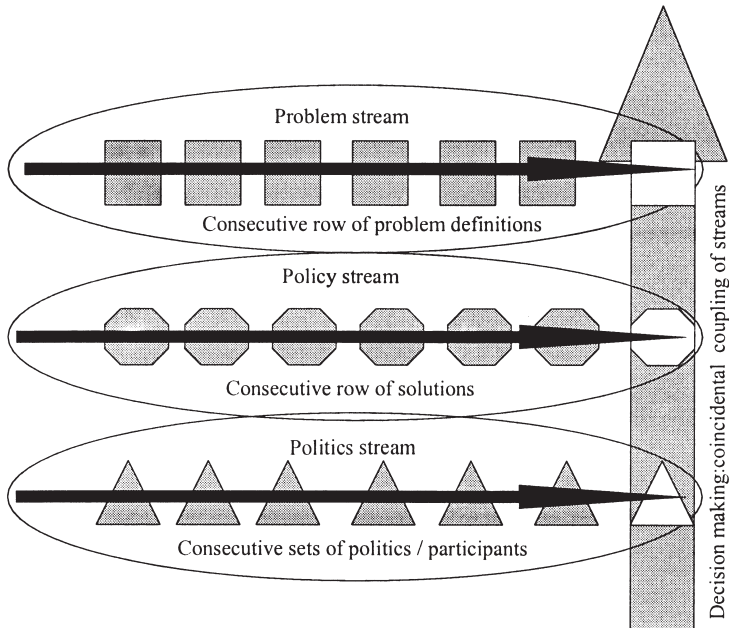 Problem stream
Consecutive row of problem definitions
Policy stream
Consecutive row of solutions
Politics stream
Consecutive sets of politics / participants
Decision making:coincidental coupling of streams